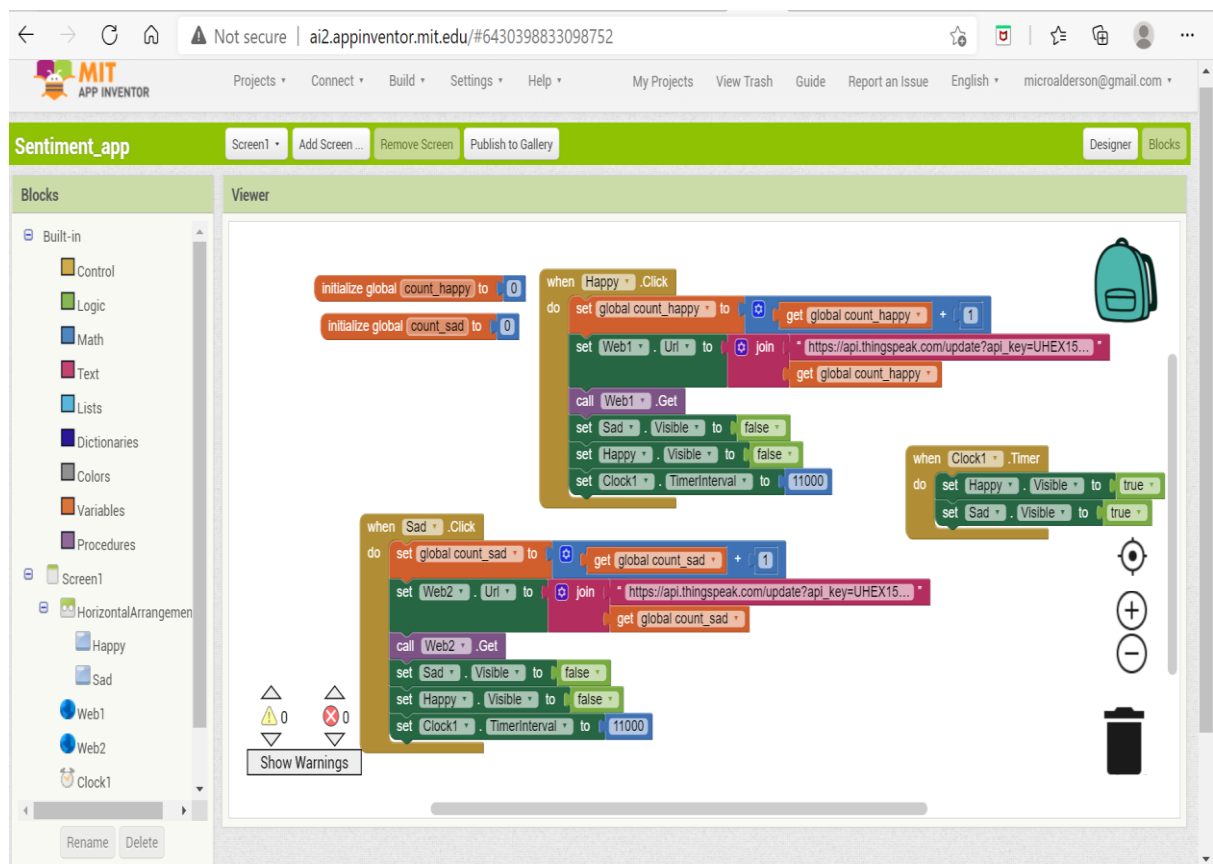 Not secure | ai2.appinventor.mit.edu/#6430398833098752
MIT
APP INVENTOR
Projects Connect Build Settings Help My Projects View Trash Guide Report an Issue English microalderson@gmail.com
Sentiment_app Screen1 Add Screen ... Remove Screen Publish to Gallery Designer Blocks
Blocks
Built-in
Control
Logic
Math
Text
Lists
Dictionaries
Colors
Variables
Procedures
Screen1
HorizontalArrangemen
Happy
Sad
Web1
Web2
Clock1
Rename Delete
Viewer
initialize global count_happy to 0
initialize global count_sad to 0
when Happy .Click
do set global count_happy to get global count_happy + 1
set Web1 . Url to join " https://api.thingspeak.com/update?api_key=UHEX15... "
get global count_happy
call Web1 .Get
set Sad . Visible to false
set Happy . Visible to false
set Clock1 . TimerInterval to 11000
when Clock1 .Timer
do set Happy . Visible to true
set Sad . Visible to true
when Sad .Click
do set global count_sad to get global count_sad + 1
set Web2 . Url to join " https://api.thingspeak.com/update?api_key=UHEX15... "
get global count_sad
call Web2 .Get
set Sad . Visible to false
set Happy . Visible to false
set Clock1 . TimerInterval to 11000
0 0
Show Warnings